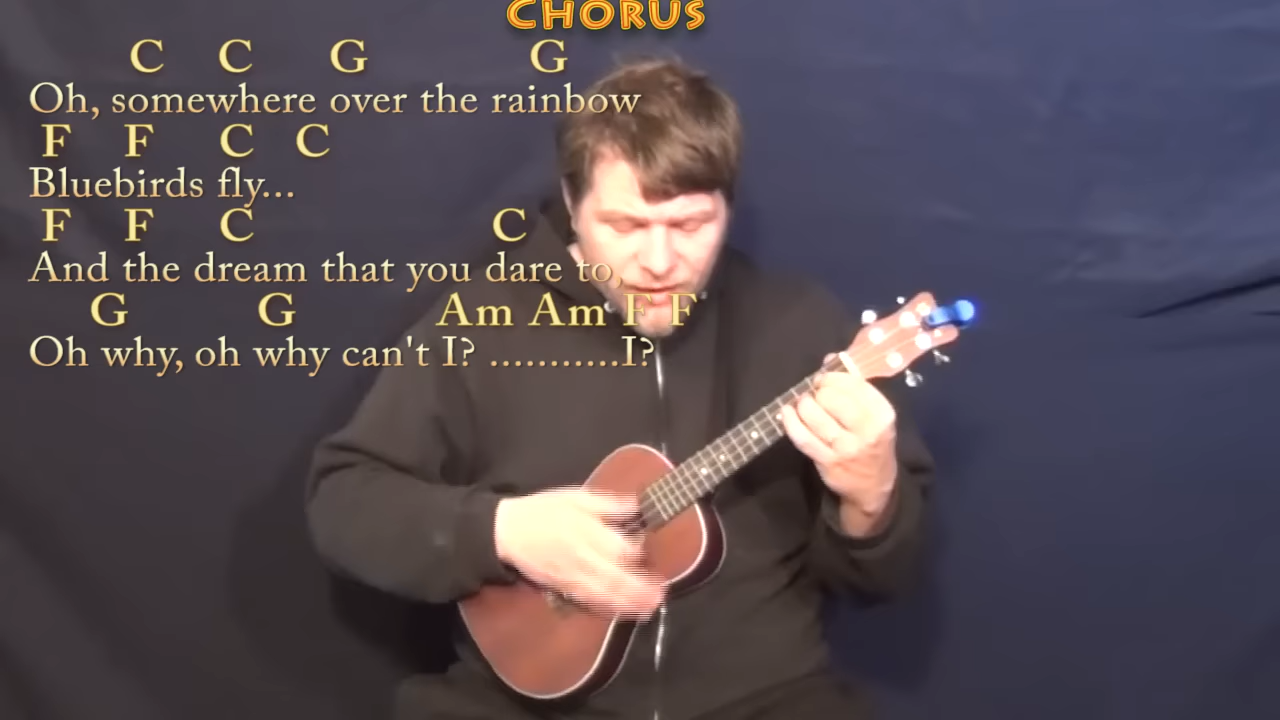 CHORUS
C C G G
Oh, somewhere over the rainbow
F F C C
Bluebirds fly...
F F C C
And the dream that you dare to,
G G Am Am F F
Oh why, oh why can't I? ...........I?